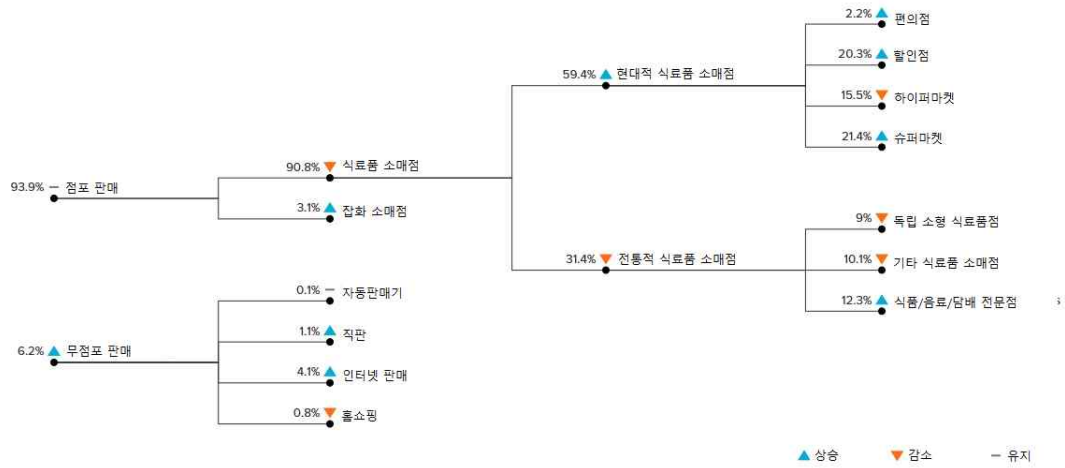 93.9% 점포 판매
90.8% 식료품 소매점
3.1% 잡화 소매점
59.4% 현대적 식료품 소매점
2.2% 편의점
20.3% 할인점
15.5% 하이퍼마켓
21.4% 슈퍼마켓
31.4% 전통적 식료품 소매점
9% 독립 소형 식료품점
10.1% 기타 식료품 소매점
12.3% 식품/음료/담배 전문점
6.2% 무점포 판매
0.1% 자동판매기
1.1% 직판
4.1% 인터넷 판매
0.8% 홈쇼핑
상승 감소 유지